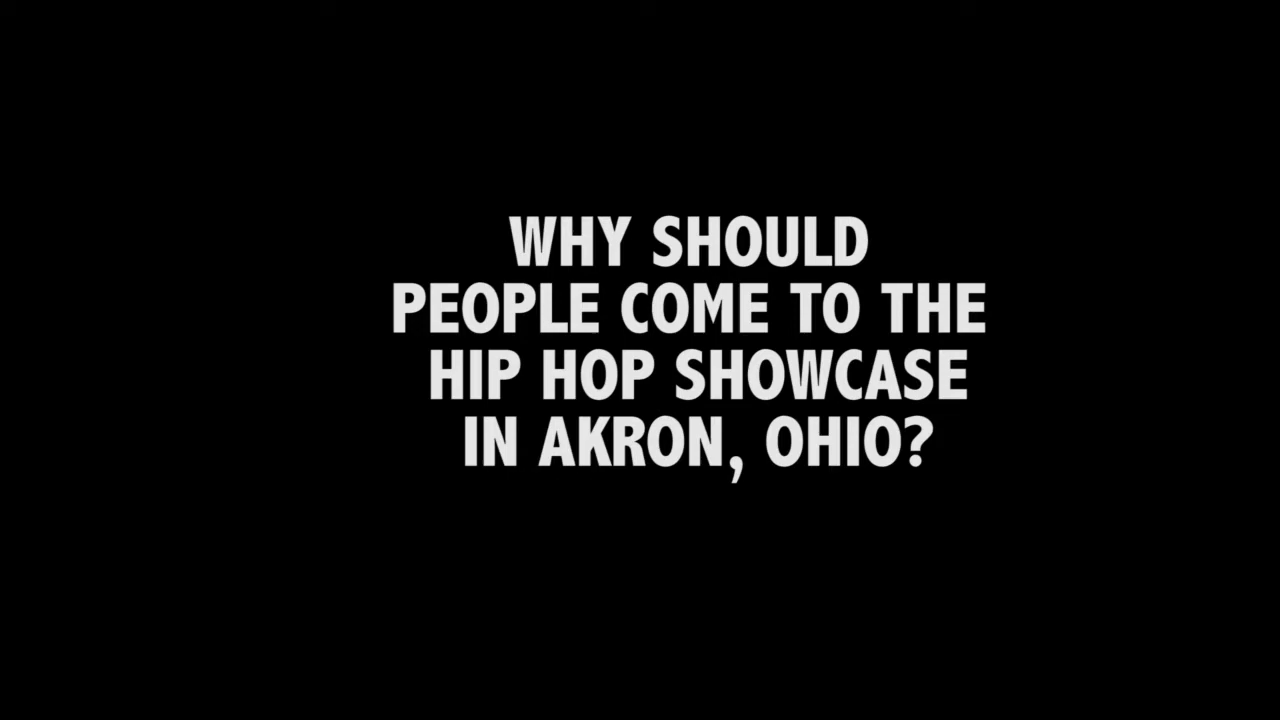 WHY SHOULD
PEOPLE COME TO THE
HIP HOP SHOWCASE
IN AKRON, OHIO?